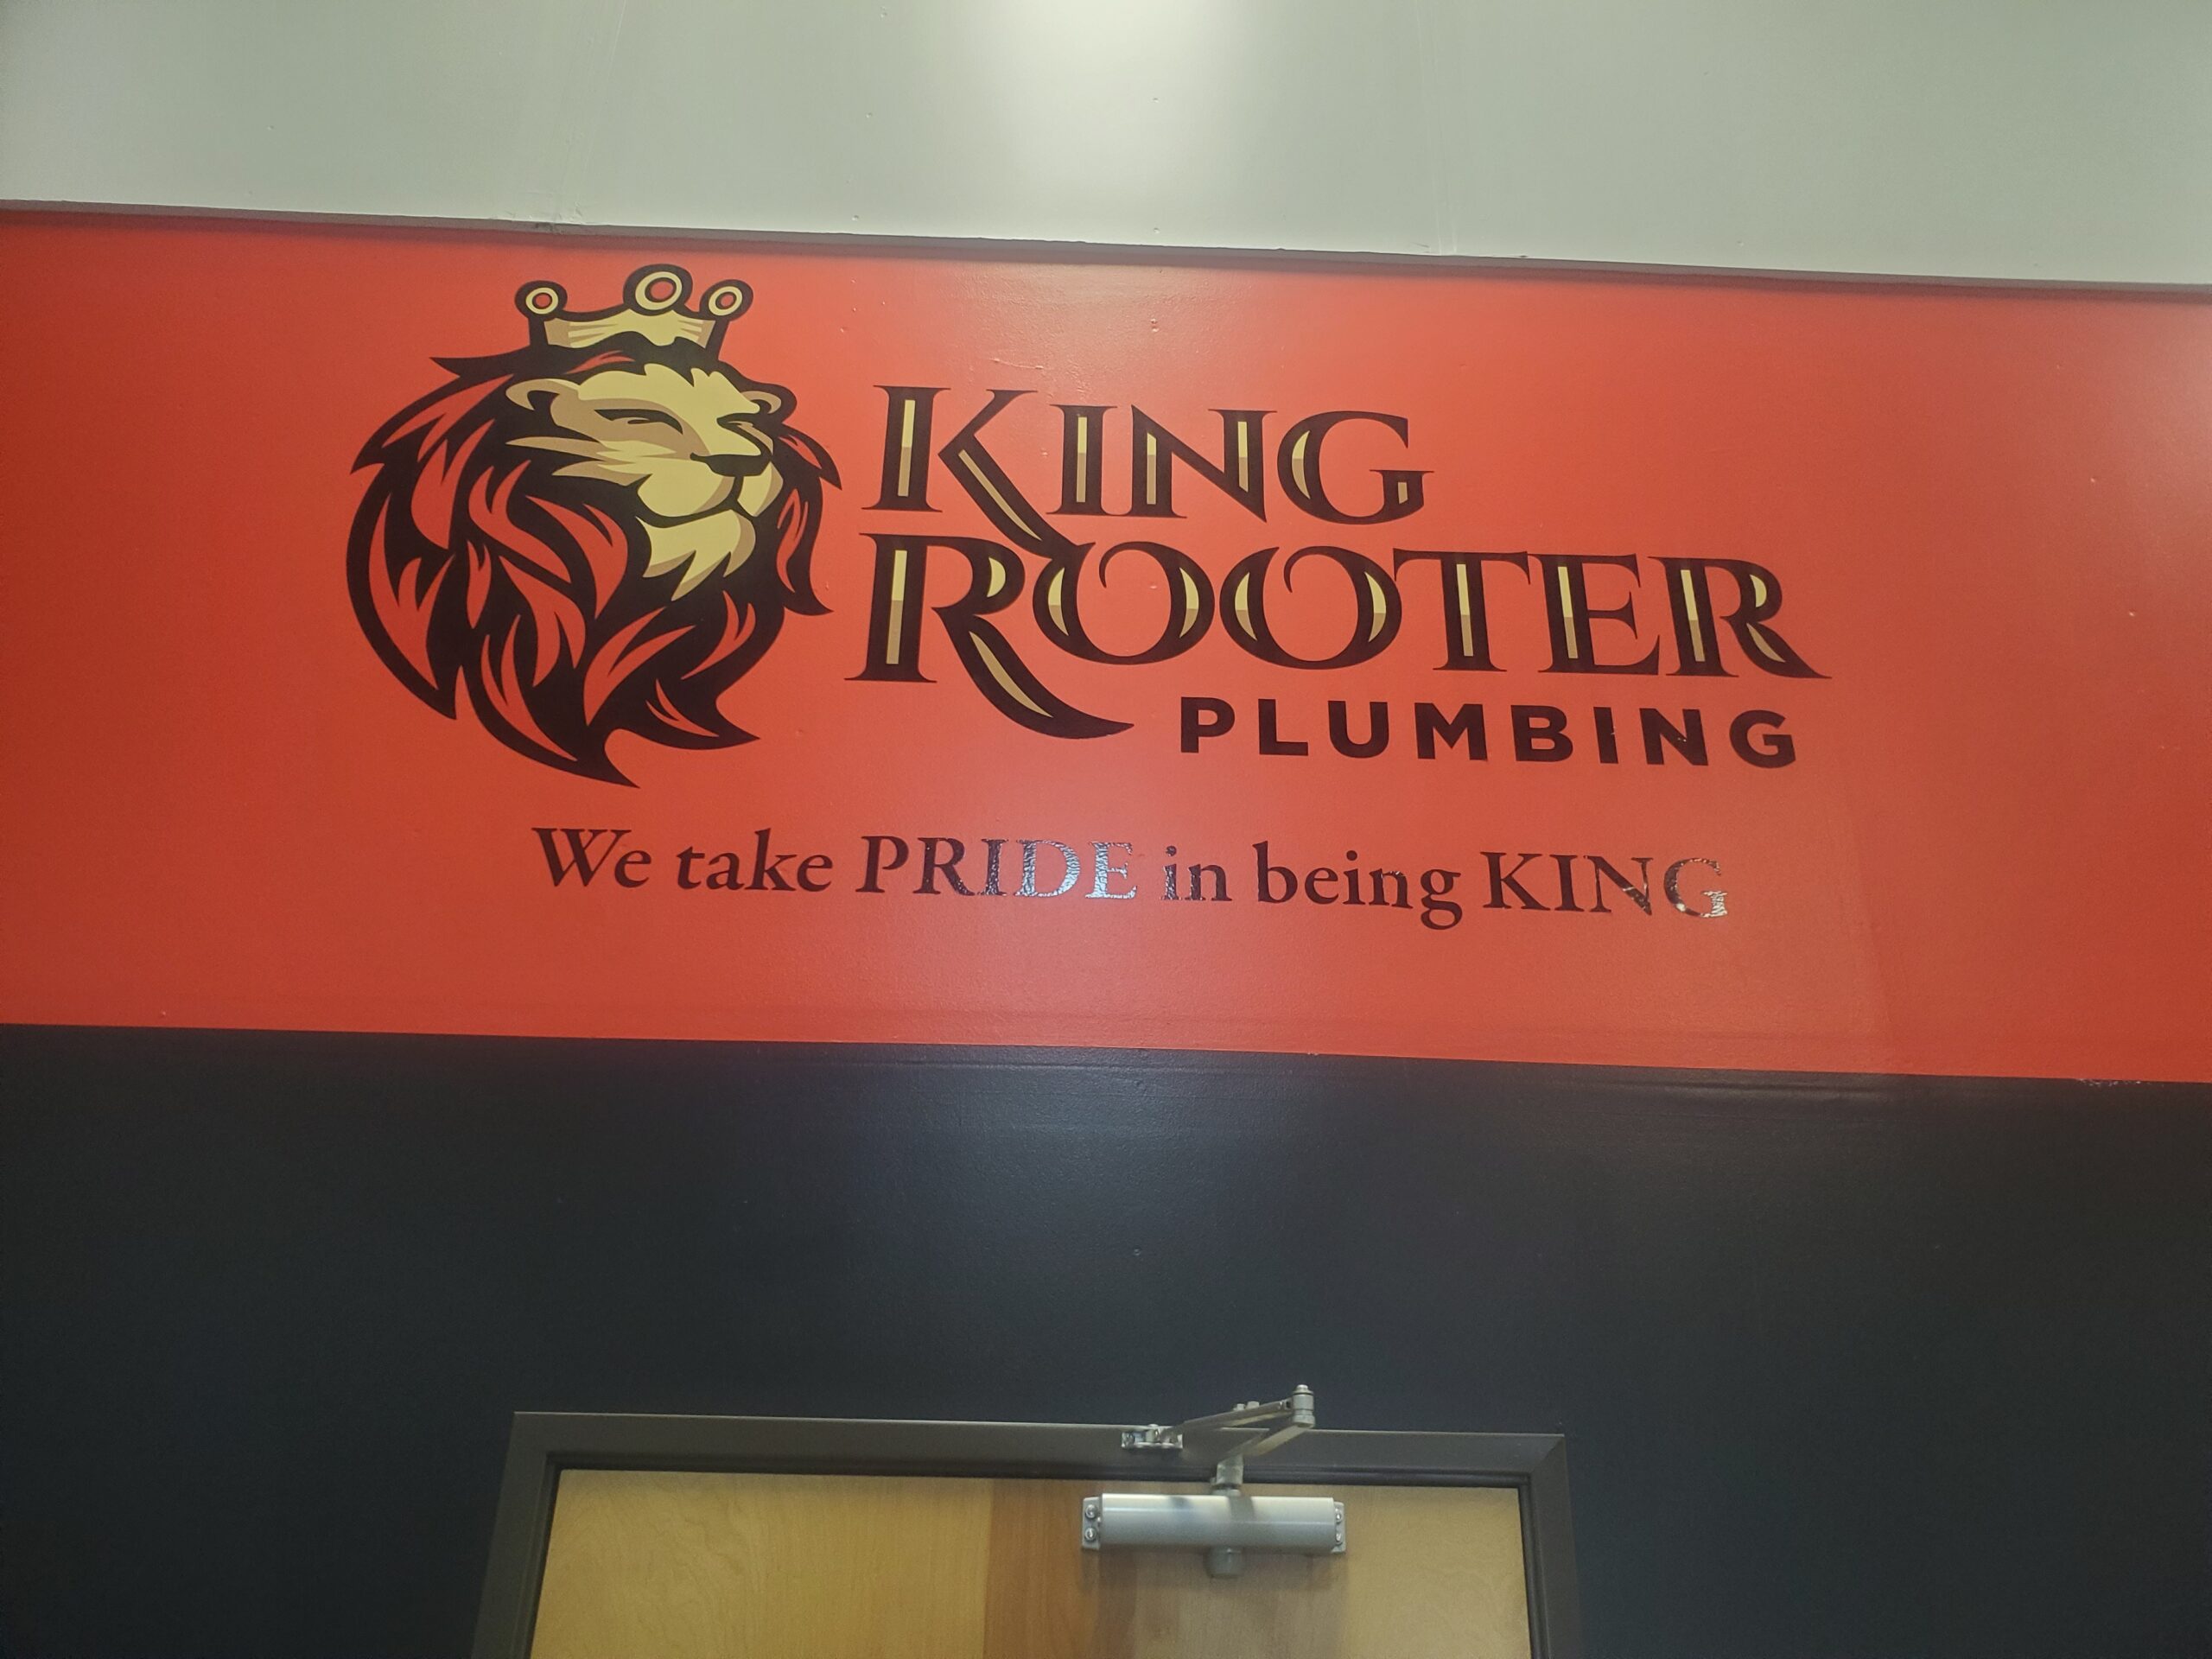 KING
ROOTER
PLUMBING
We take PRIDE in being KING